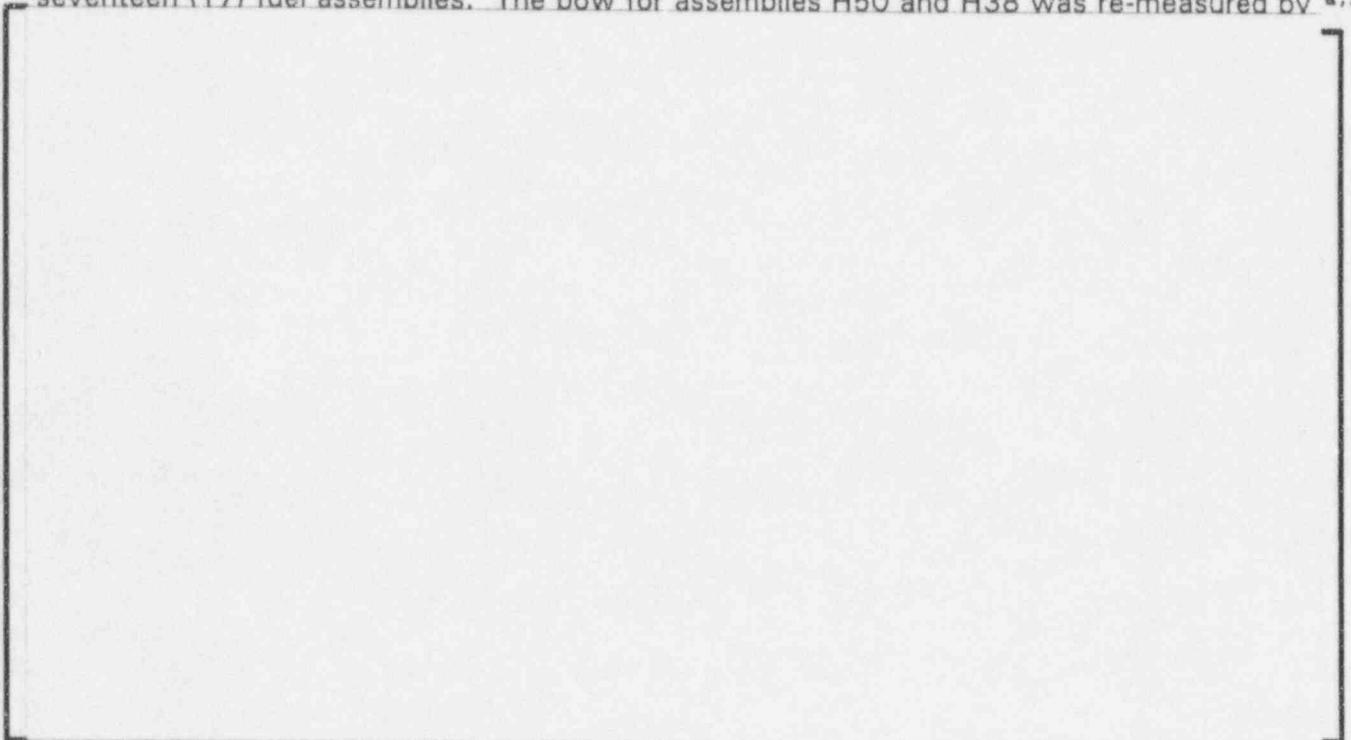 seventeen (17) fuel assemblies. The bow for assemblies H50 and H38 was re-measured by